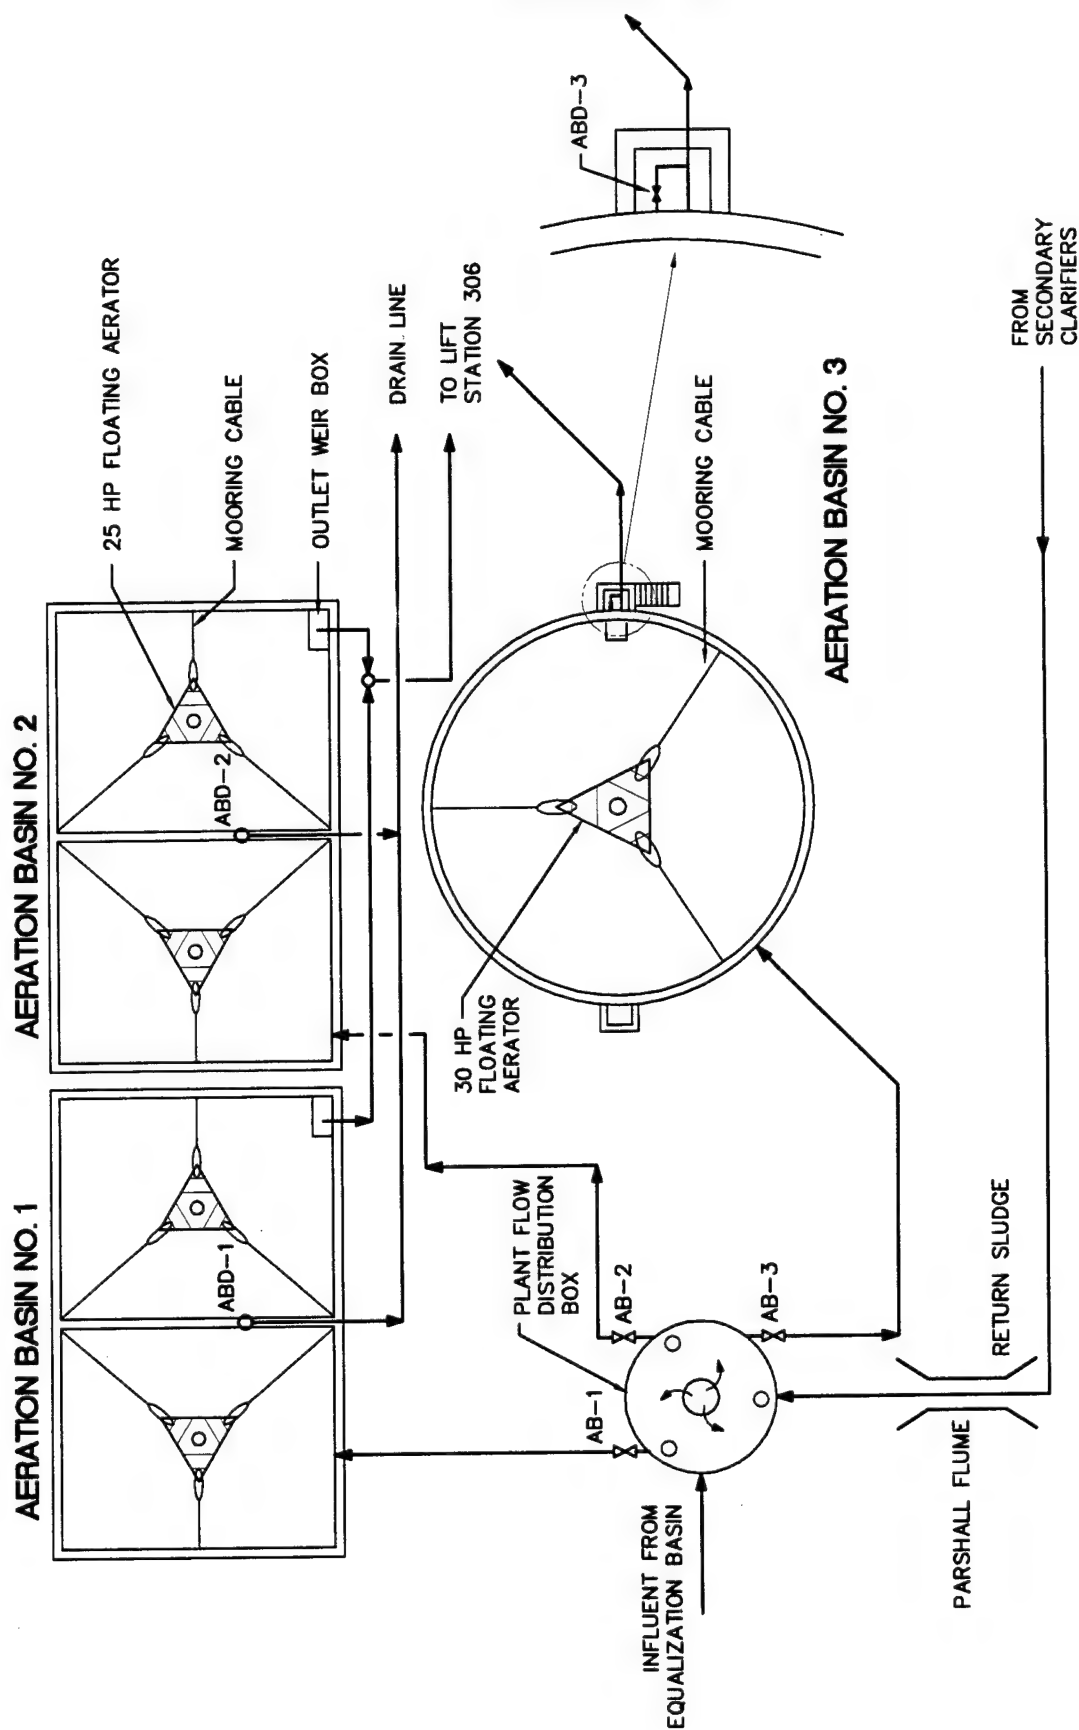 AERATION BASIN NO. 1
AERATION BASIN NO. 2
25 HP FLOATING AERATOR
MOORING CABLE
OUTLET WEIR BOX
ABD-1
ABD-2
DRAIN LINE
TO LIFT
STATION 306
ABD-3
30 HP
FLOATING
AERATOR
MOORING CABLE
AERATION BASIN NO. 3
PLANT FLOW
DISTRIBUTION
BOX
AB-1
AB-2
AB-3
INFLUENT FROM
EQUALIZATION BASIN
PARSHALL FLUME
RETURN SLUDGE
FROM
SECONDARY
CLARIFIERS